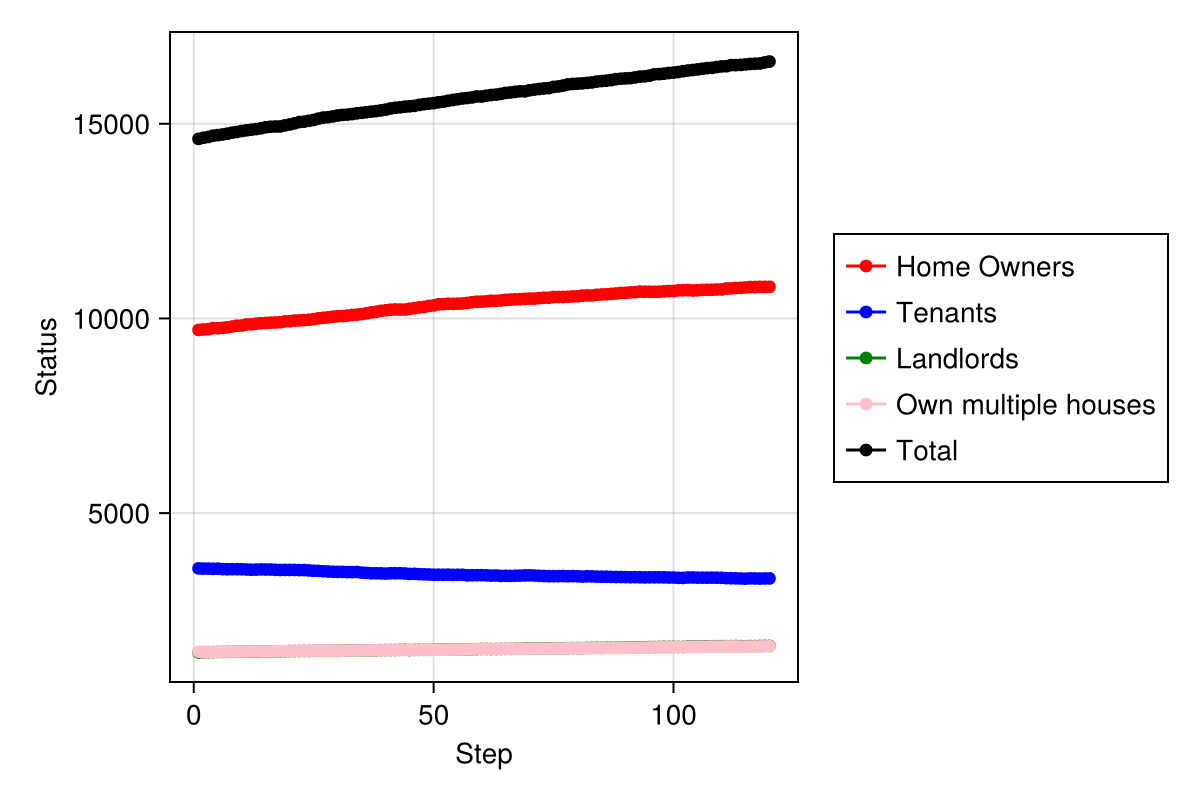 15000
10000
5000
Status
0 50 100
Step
Home Owners
Tenants
Landlords
Own multiple houses
Total